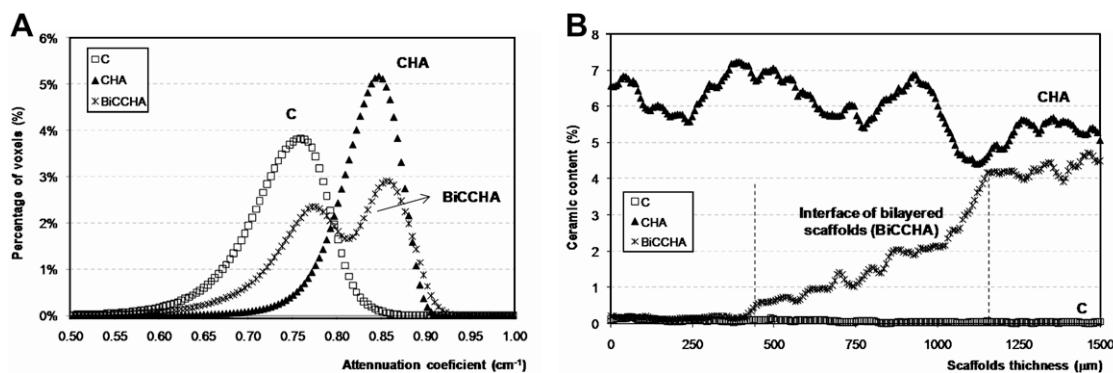 A
6%
5%
4%
3%
2%
1%
0%
Percentage of voxels (%)
C
CHA
BiCCHA
C
CHA
BiCCHA
0.50 0.55 0.60 0.65 0.70 0.75 0.80 0.85 0.90 0.95 1.00
Attenuation coeficient (cm⁻¹)
B
8
7
6
5
4
3
2
1
0
Ceramic content (%)
CHA
C
CHA
BiCCHA
Interface of bilayered
scaffolds (BiCCHA)
C
0 250 500 750 1000 1250 1500
Scaffolds thichness (μm)